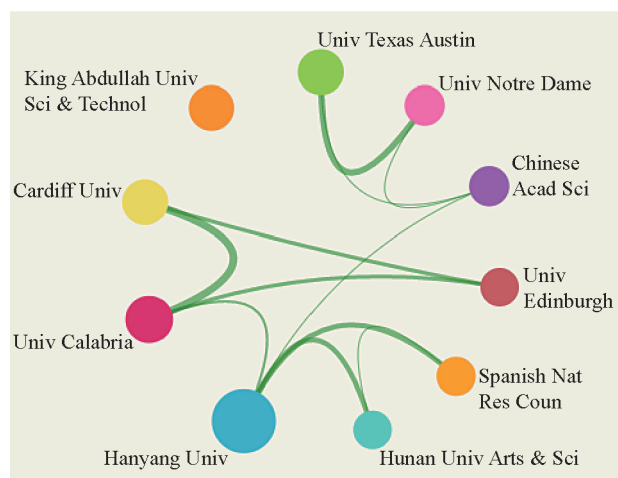 Univ Texas Austin
King Abdullah Univ
Sci & Technol
Univ Notre Dame
Chinese
Acad Sci
Cardiff Univ
Univ
Edinburgh
Univ Calabria
Spanish Nat
Res Coun
Hanyang Univ
Hunan Univ Arts & Sci